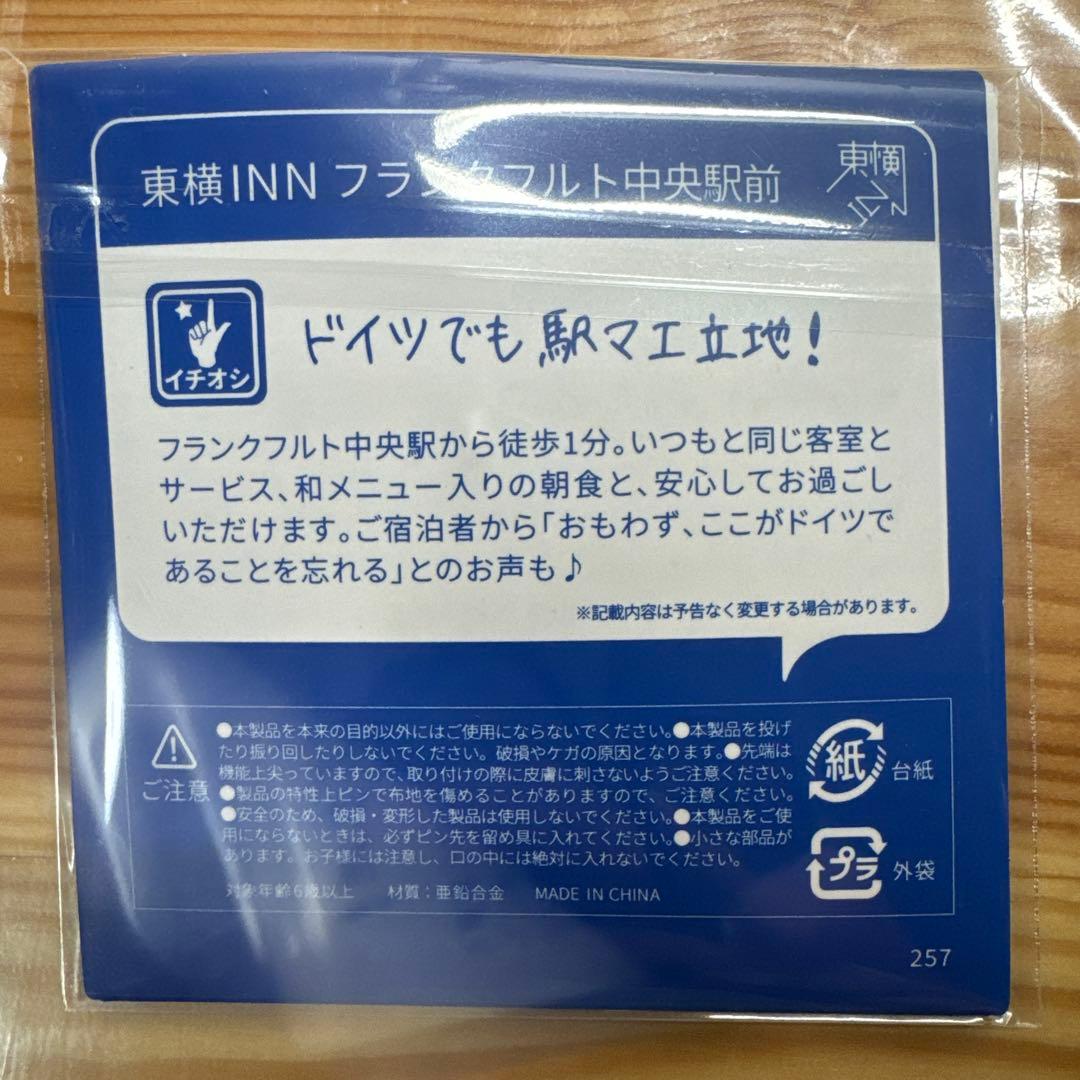 東横INN フランクフルト中央駅前
東横
INN
イチオシ
ドイツでも駅マエ立地!
フランクフルト中央駅から徒歩1分。いつもと同じ客室と
サービス、和メニュー入りの朝食と、安心してお過ごし
いただけます。ご宿泊者から「おもわず、ここがドイツで
あることを忘れる」とのお声も♪
※記載内容は予告なく変更する場合があります。
ご注意
●本製品を本来の目的以外にはご使用にならないでください。●本製品を投げ
たり振り回したりしないでください。破損やケガの原因となります。●先端は
機能上尖っていますので、取り付けの際に皮膚に刺さないようご注意ください。
●製品の特性上ピンで布地を傷めることがありますので、ご注意ください。
●安全のため、破損・変形した製品は使用しないでください。●本製品をご使
用にならないときは、必ずピン先を留め具に入れてください。●小さな部品が
あります。お子様には注意し、口の中には絶対に入れないでください。
対象年齢6歳以上 材質:亜鉛合金 MADE IN CHINA
紙 台紙
プラ 外袋
257